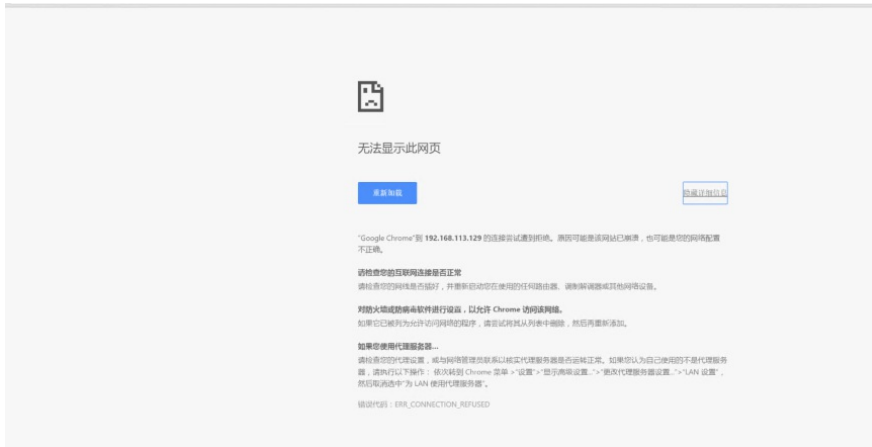 无法显示此网页
重新加载
隐藏详细信息
"Google Chrome"到 192.168.113.129 的连接尝试遭到拒绝。原因可能是该网站已崩溃，也可能是您的网络配置
不正确。
请检查您的互联网连接是否正常
请检查您的网线是否插好，并重新启动您在使用的任何路由器、调制解调器或其他网络设备。
对防火墙或防病毒软件进行设置，以允许 Chrome 访问该网络。
如果它已被列为允许访问网络的程序，请尝试将其从列表中删除，然后再重新添加。
如果您使用代理服务器...
请检查您的代理设置，或与网络管理员联系以核实代理服务器是否运转正常。如果您认为自己使用的不是代理服务
器，请执行以下操作： 依次转到 Chrome 菜单 >"设置">"显示高级设置...">"更改代理服务器设置...">"LAN 设置"，
然后取消选中"为 LAN 使用代理服务器"。
错误代码：ERR_CONNECTION_REFUSED